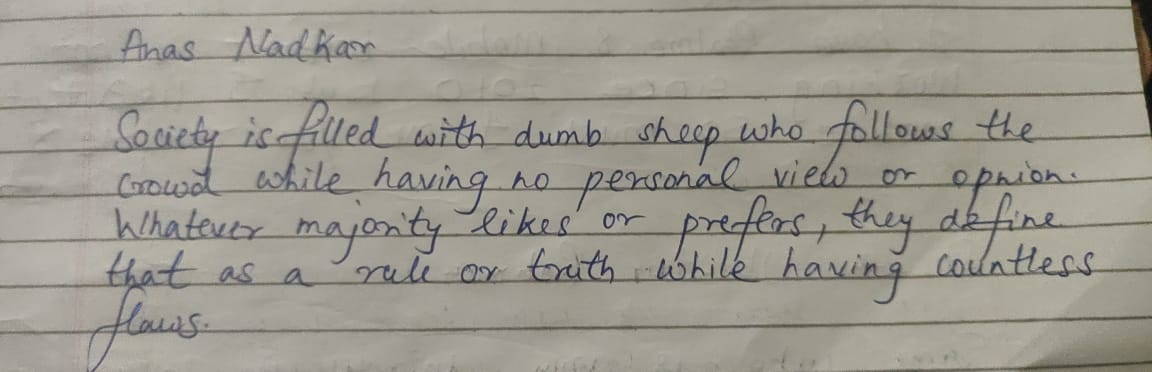 Anas Nadkar
Society is filled with dumb sheep who follows the
crowd while having no personal view or opnion.
Whatever majority likes or prefers, they define
that as a rule or truth while having countless
flaws.